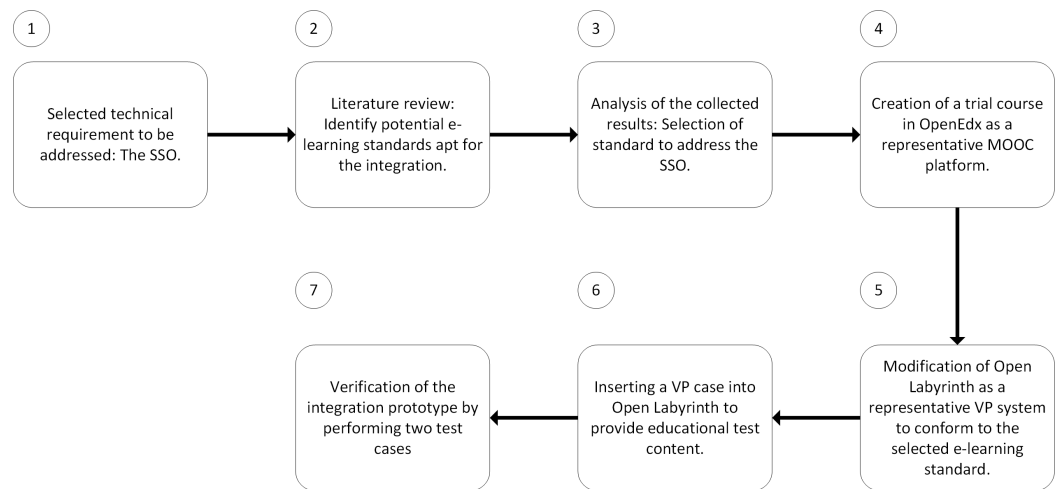 1
Selected technical
requirement to be
addressed: The SSO.
2
Literature review:
Identify potential e-
learning standards apt for
the integration.
3
Analysis of the collected
results: Selection of
standard to address the
SSO.
4
Creation of a trial course
in OpenEdx as a
representative MOOC
platform.
5
Modification of Open
Labyrinth as a
representative VP system
to conform to the
selected e-learning
standard.
6
Inserting a VP case into
Open Labyrinth to
provide educational test
content.
7
Verification of the
integration prototype by
performing two test
cases